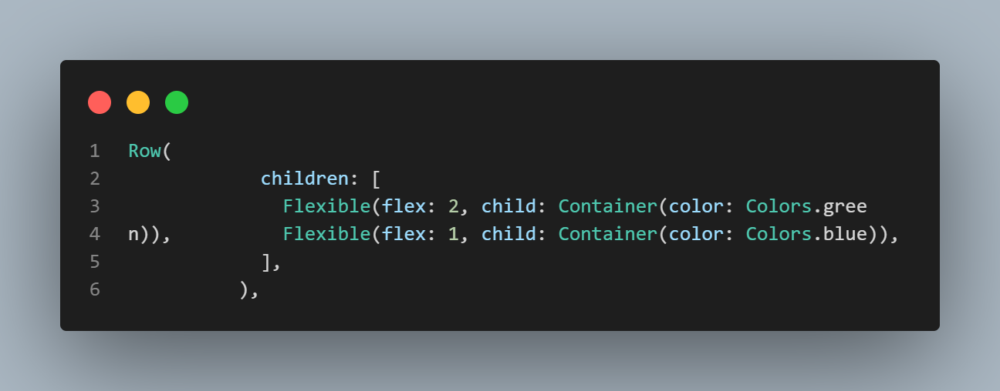 1 Row(
2 children: [
3 Flexible(flex: 2, child: Container(color: Colors.gree
4 n)), Flexible(flex: 1, child: Container(color: Colors.blue)),
5 ],
6 ),